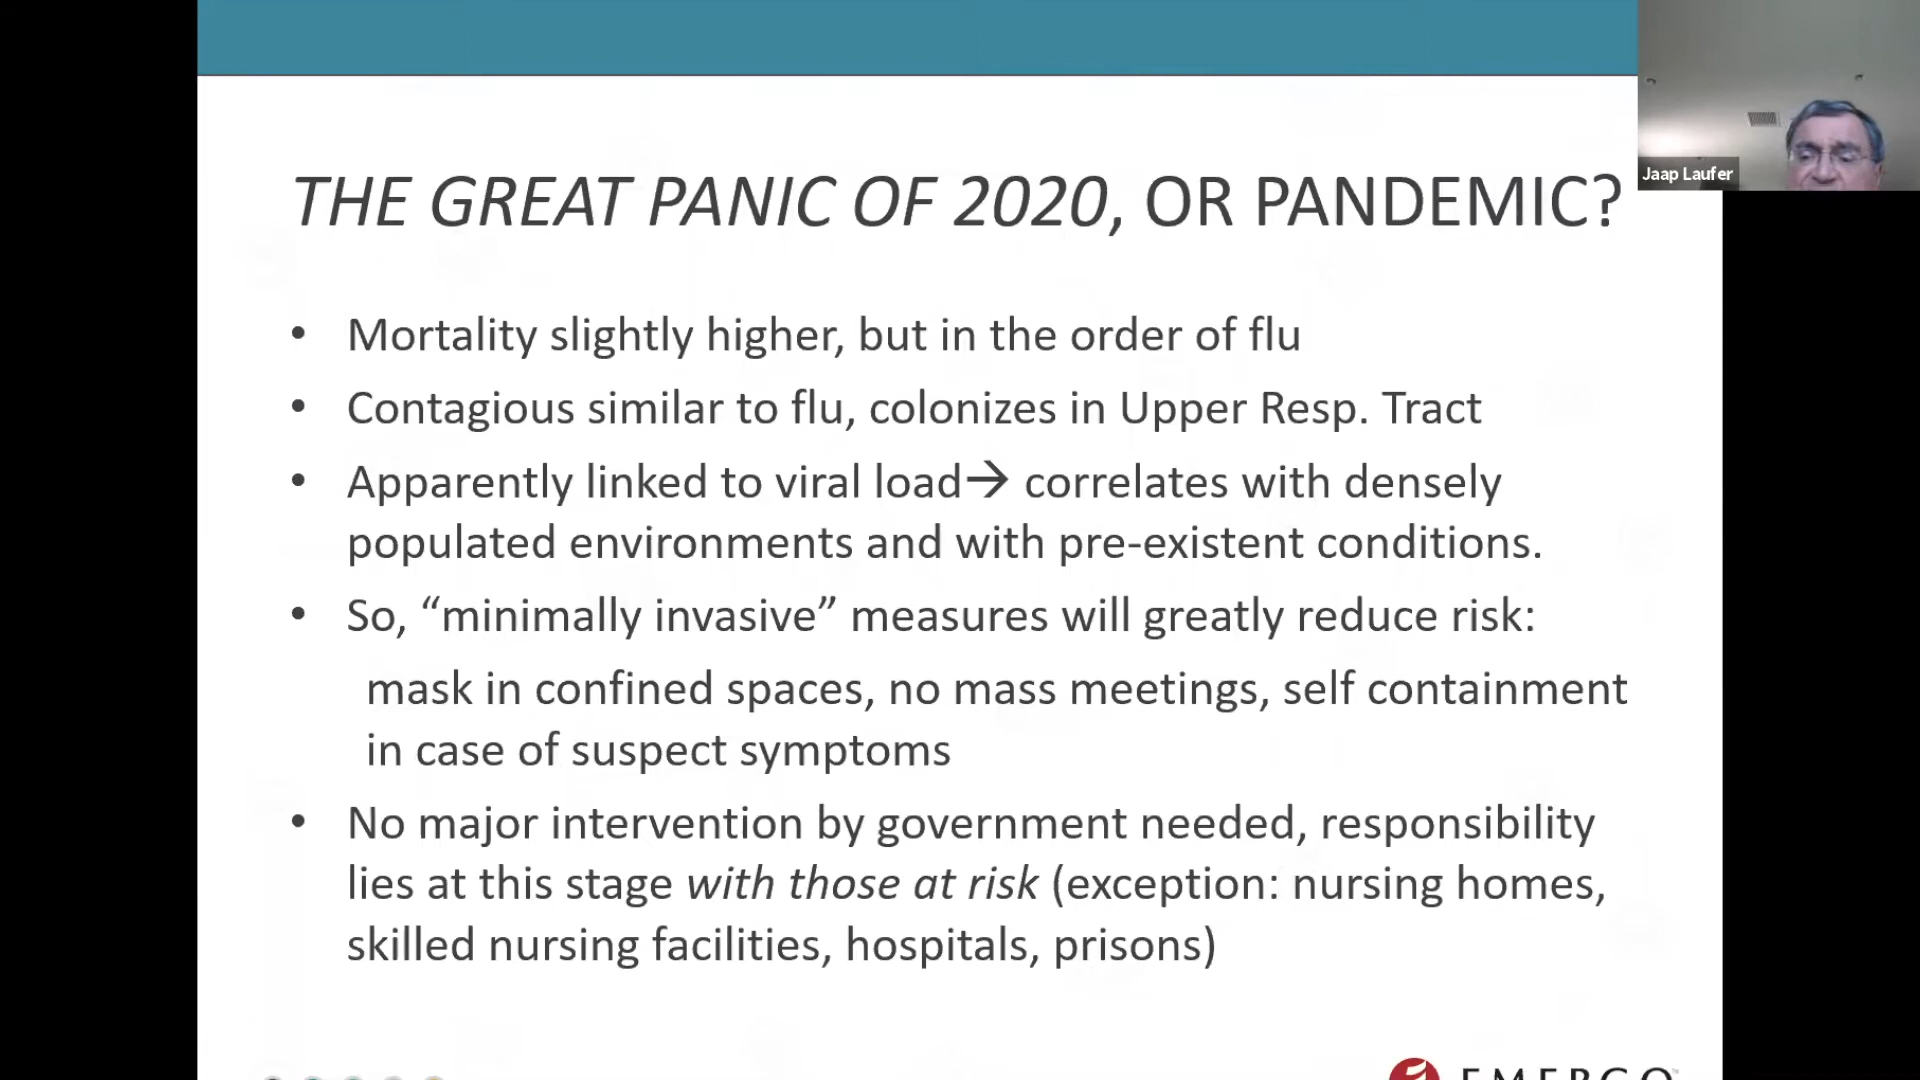 Jaap Laufer
THE GREAT PANIC OF 2020, OR PANDEMIC?
• Mortality slightly higher, but in the order of flu
• Contagious similar to flu, colonizes in Upper Resp. Tract
• Apparently linked to viral load→ correlates with densely
populated environments and with pre-existent conditions.
• So, “minimally invasive” measures will greatly reduce risk:
mask in confined spaces, no mass meetings, self containment
in case of suspect symptoms
• No major intervention by government needed, responsibility
lies at this stage with those at risk (exception: nursing homes,
skilled nursing facilities, hospitals, prisons)
EMERGO